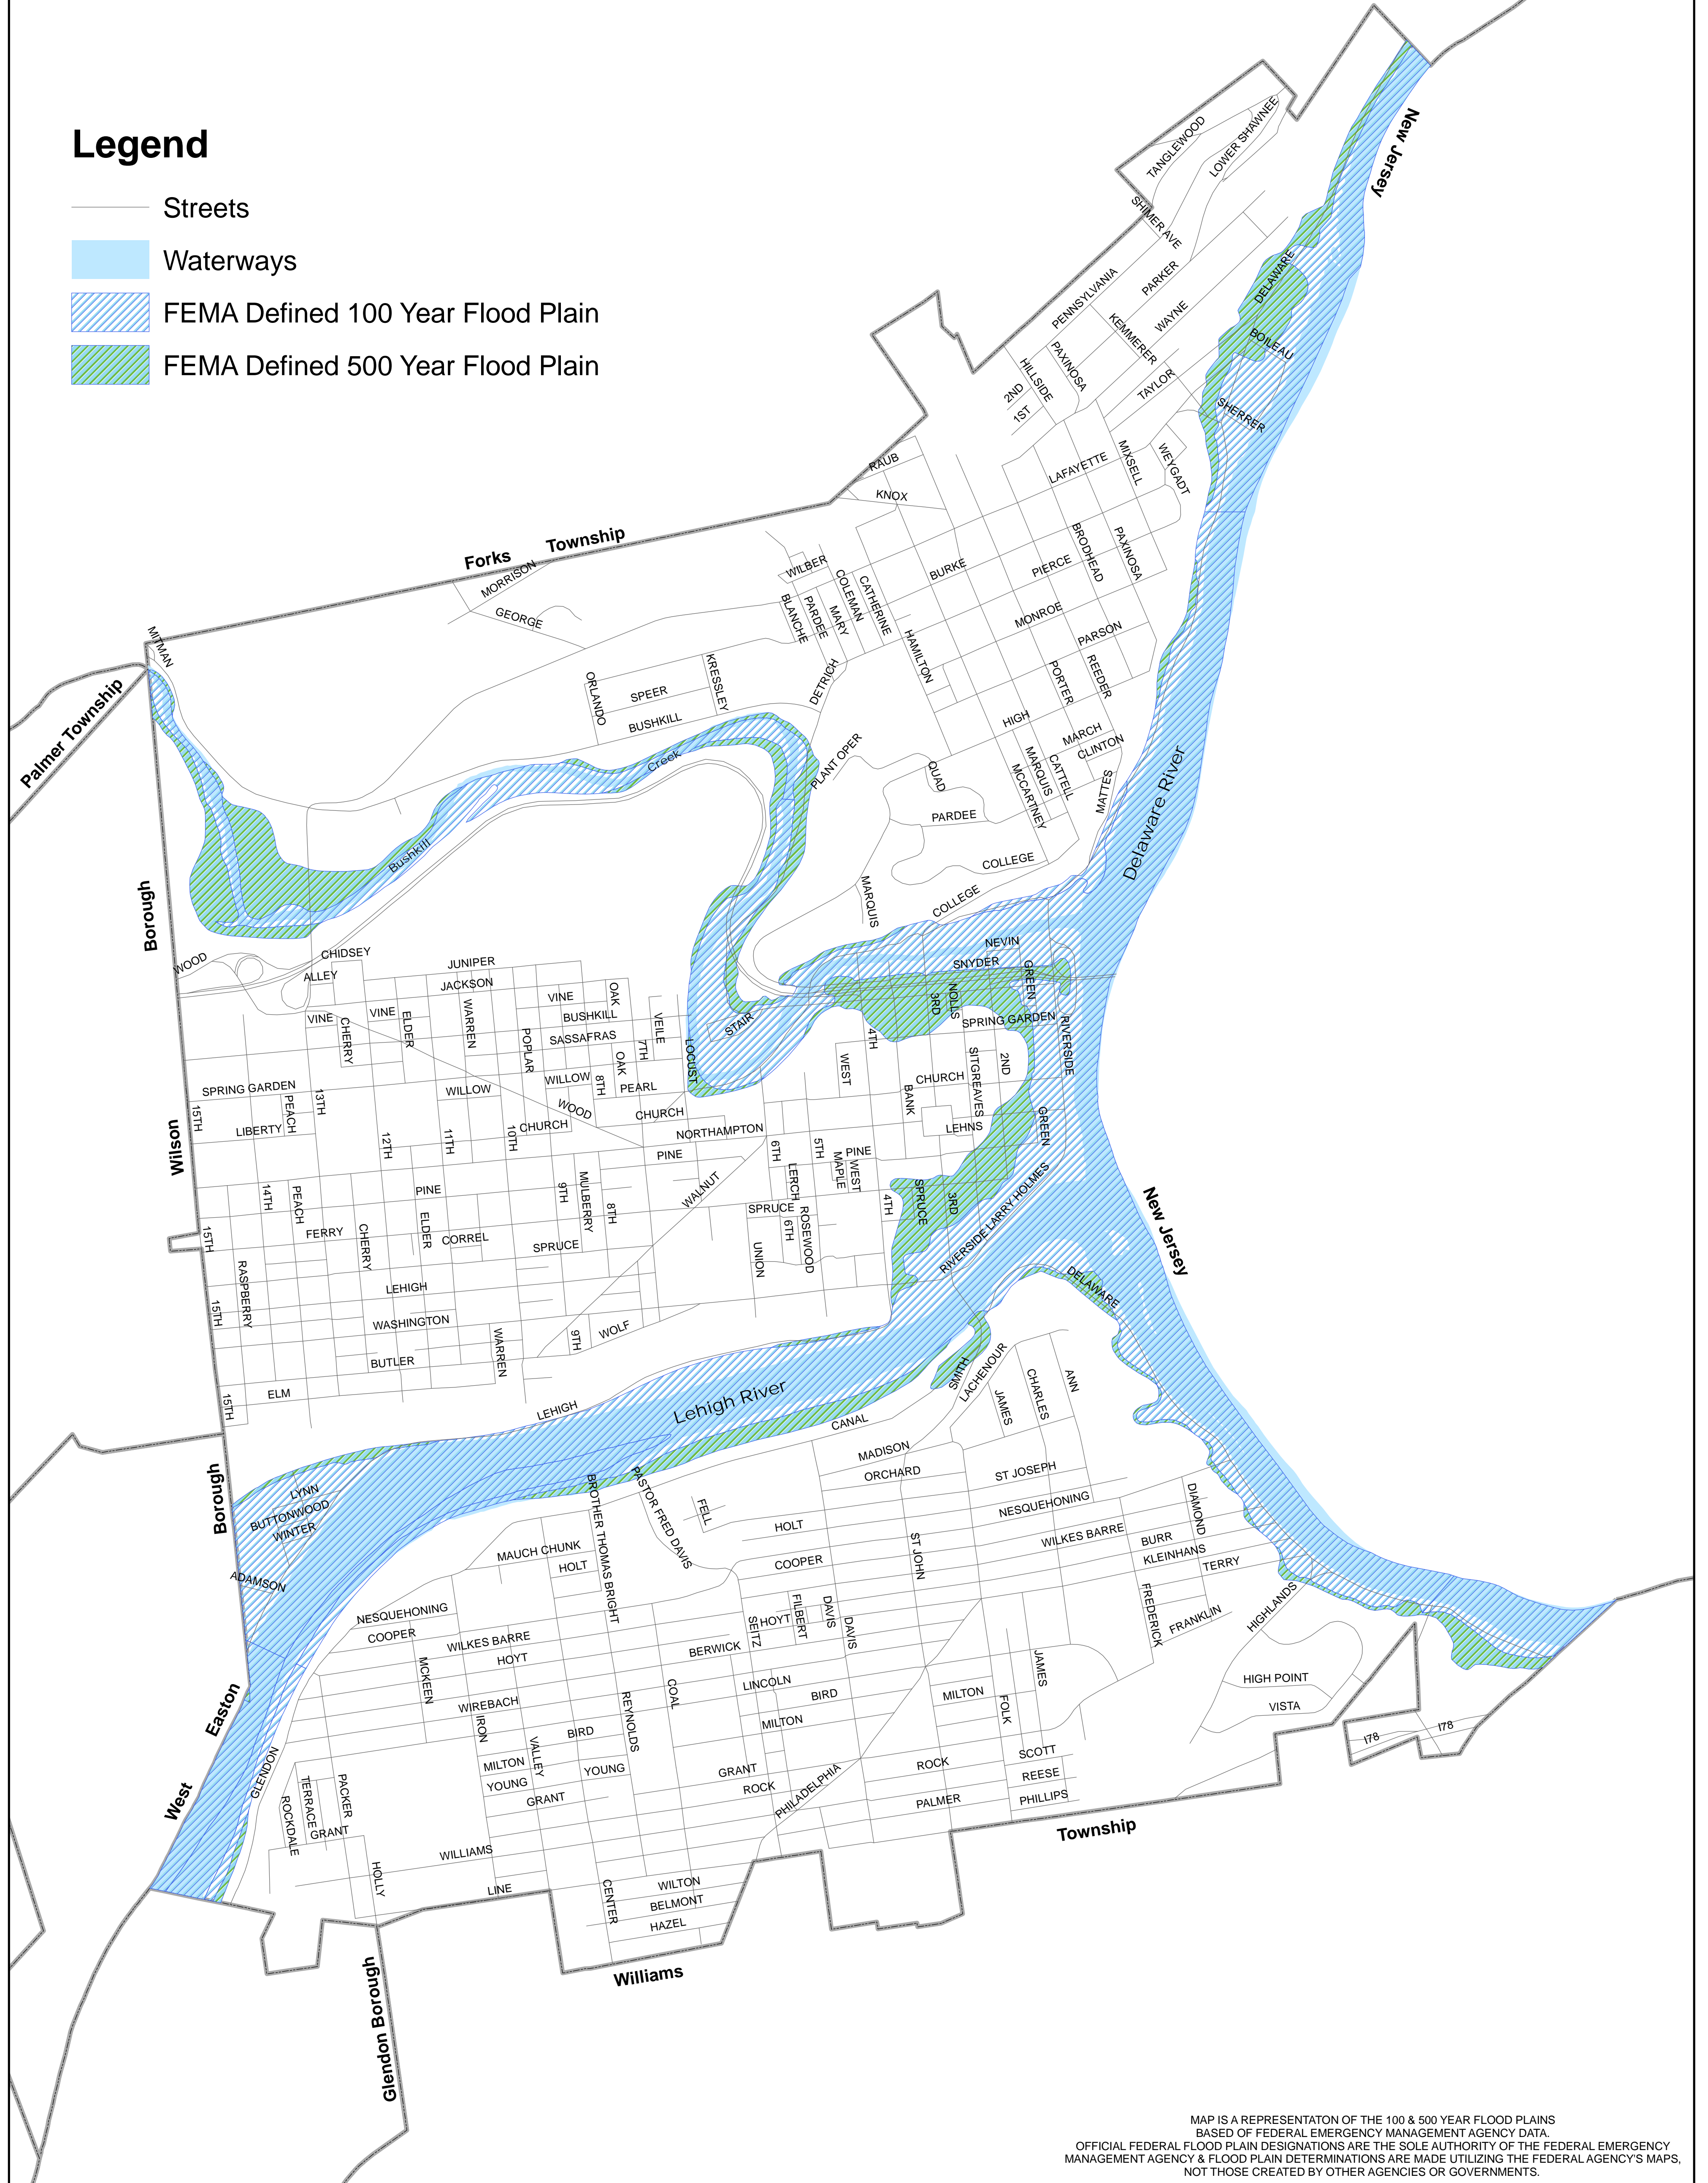 Legend
Streets
Waterways
FEMA Defined 100 Year Flood Plain
FEMA Defined 500 Year Flood Plain
New Jersey
TANGLEWOOD
LOWER SHAWNEE
SHIMER AVE
PENNSYLVANIA
PARKER
WAYNE
KEMMERER
DELAWARE
BOILEAU
HILLSIDE
PAXINOSA
2ND
1ST
TAYLOR
SHERRER
RAUB
KNOX
LAFAYETTE
MIXSELL
WEYGADT
Forks
Township
MORRISON
GEORGE
WILBER
BLANCHE
PARDEE
MARY
COLEMAN
CATHERINE
BURKE
PIERCE
BRODHEAD
PAXINOSA
MONROE
PARSON
HAMILTON
PORTER
REEDER
MITMAN
Palmer Township
ORLANDO
SPEER
KRESSLEY
BUSHKILL
DETRICH
HIGH
MARCH
CLINTON
Creek
PLANT OPER
QUAD
MARQUIS
CATTELL
MCCARTNEY
MATTES
PARDEE
Delaware River
Bushkill
COLLEGE
COLLEGE
MARQUIS
Borough
WOOD
CHIDSEY
ALLEY
JUNIPER
JACKSON
NEVIN
SNYDER
GREEN
VINE
CHERRY
VINE
ELDER
WARREN
VINE
OAK
BUSHKILL
VEILE
SASSAFRAS
7TH
POPLAR
STAIR
3RD
NOLLS
SPRING GARDEN
RIVERSIDE
4TH
LOCUST
WEST
SITGREAVES
2ND
SPRING GARDEN
PEACH
13TH
WILLOW
WILLOW
8TH
OAK
PEARL
CHURCH
BANK
15TH
LIBERTY
WOOD
CHURCH
CHURCH
NORTHAMPTON
LEHNS
GREEN
Wilson
12TH
11TH
10TH
PINE
6TH
5TH
PINE
MAPLE
WEST
14TH
PEACH
PINE
9TH
MULBERRY
8TH
WALNUT
LERCH
SPRUCE
6TH
ROSEWOOD
4TH
SPRUCE
3RD
RIVERSIDE LARRY HOLMES
New Jersey
15TH
FERRY
CHERRY
ELDER
CORREL
SPRUCE
UNION
RASPBERRY
LEHIGH
DELAWARE
15TH
WASHINGTON
WARREN
9TH
WOLF
BUTLER
ELM
15TH
LEHIGH
Lehigh River
SMITH
LACHENOUR
JAMES
CHARLES
ANN
CANAL
MADISON
ORCHARD
ST JOSEPH
Borough
LYNN
BUTTONWOOD
WINTER
ADAMSON
BROTHER THOMAS BRIGHT
PASTOR FRED DAVIS
FELL
HOLT
NESQUEHONING
DIAMOND
ST JOHN
WILKES BARRE
BURR
KLEINHANS
TERRY
MAUCH CHUNK
HOLT
COOPER
NESQUEHONING
COOPER
WILKES BARRE
HOYT
SEITZ
HOYT
FILBERT
DAVIS
DAVIS
BERWICK
FREDERICK
FRANKLIN
HIGHLANDS
MCKEEN
LINCOLN
BIRD
JAMES
HIGH POINT
VISTA
WIREBACH
IRON
COAL
REYNOLDS
MILTON
FOLK
MILTON
BIRD
I78
I78
Easton
West
GLENDON
VALLEY
MILTON
YOUNG
YOUNG
GRANT
GRANT
ROCK
PHILADELPHIA
ROCK
SCOTT
REESE
PHILLIPS
PALMER
Township
ROCKDALE
TERRACE
PACKER
GRANT
WILLIAMS
HOLLY
LINE
CENTER
WILTON
BELMONT
HAZEL
Williams
Glendon Borough
MAP IS A REPRESENTATON OF THE 100 & 500 YEAR FLOOD PLAINS
BASED OF FEDERAL EMERGENCY MANAGEMENT AGENCY DATA.
OFFICIAL FEDERAL FLOOD PLAIN DESIGNATIONS ARE THE SOLE AUTHORITY OF THE FEDERAL EMERGENCY
MANAGEMENT AGENCY & FLOOD PLAIN DETERMINATIONS ARE MADE UTILIZING THE FEDERAL AGENCY'S MAPS,
NOT THOSE CREATED BY OTHER AGENCIES OR GOVERNMENTS.